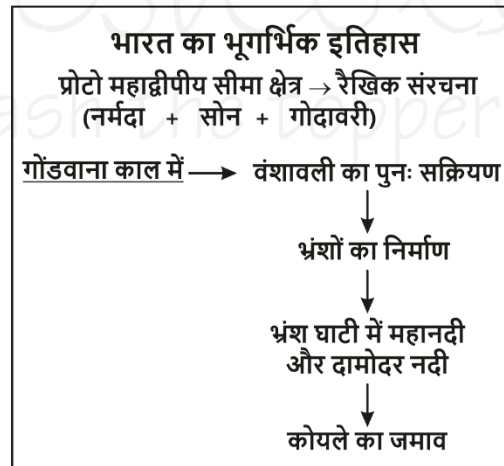 भारत का भूगर्भिक इतिहास
प्रोटो महाद्वीपीय सीमा क्षेत्र → रैखिक संरचना
(नर्मदा + सोन + गोदावरी)
गोंडवाना काल में → वंशावली का पुनः सक्रियण
भ्रंशों का निर्माण
भ्रंश घाटी में महानदी
और दामोदर नदी
कोयले का जमाव